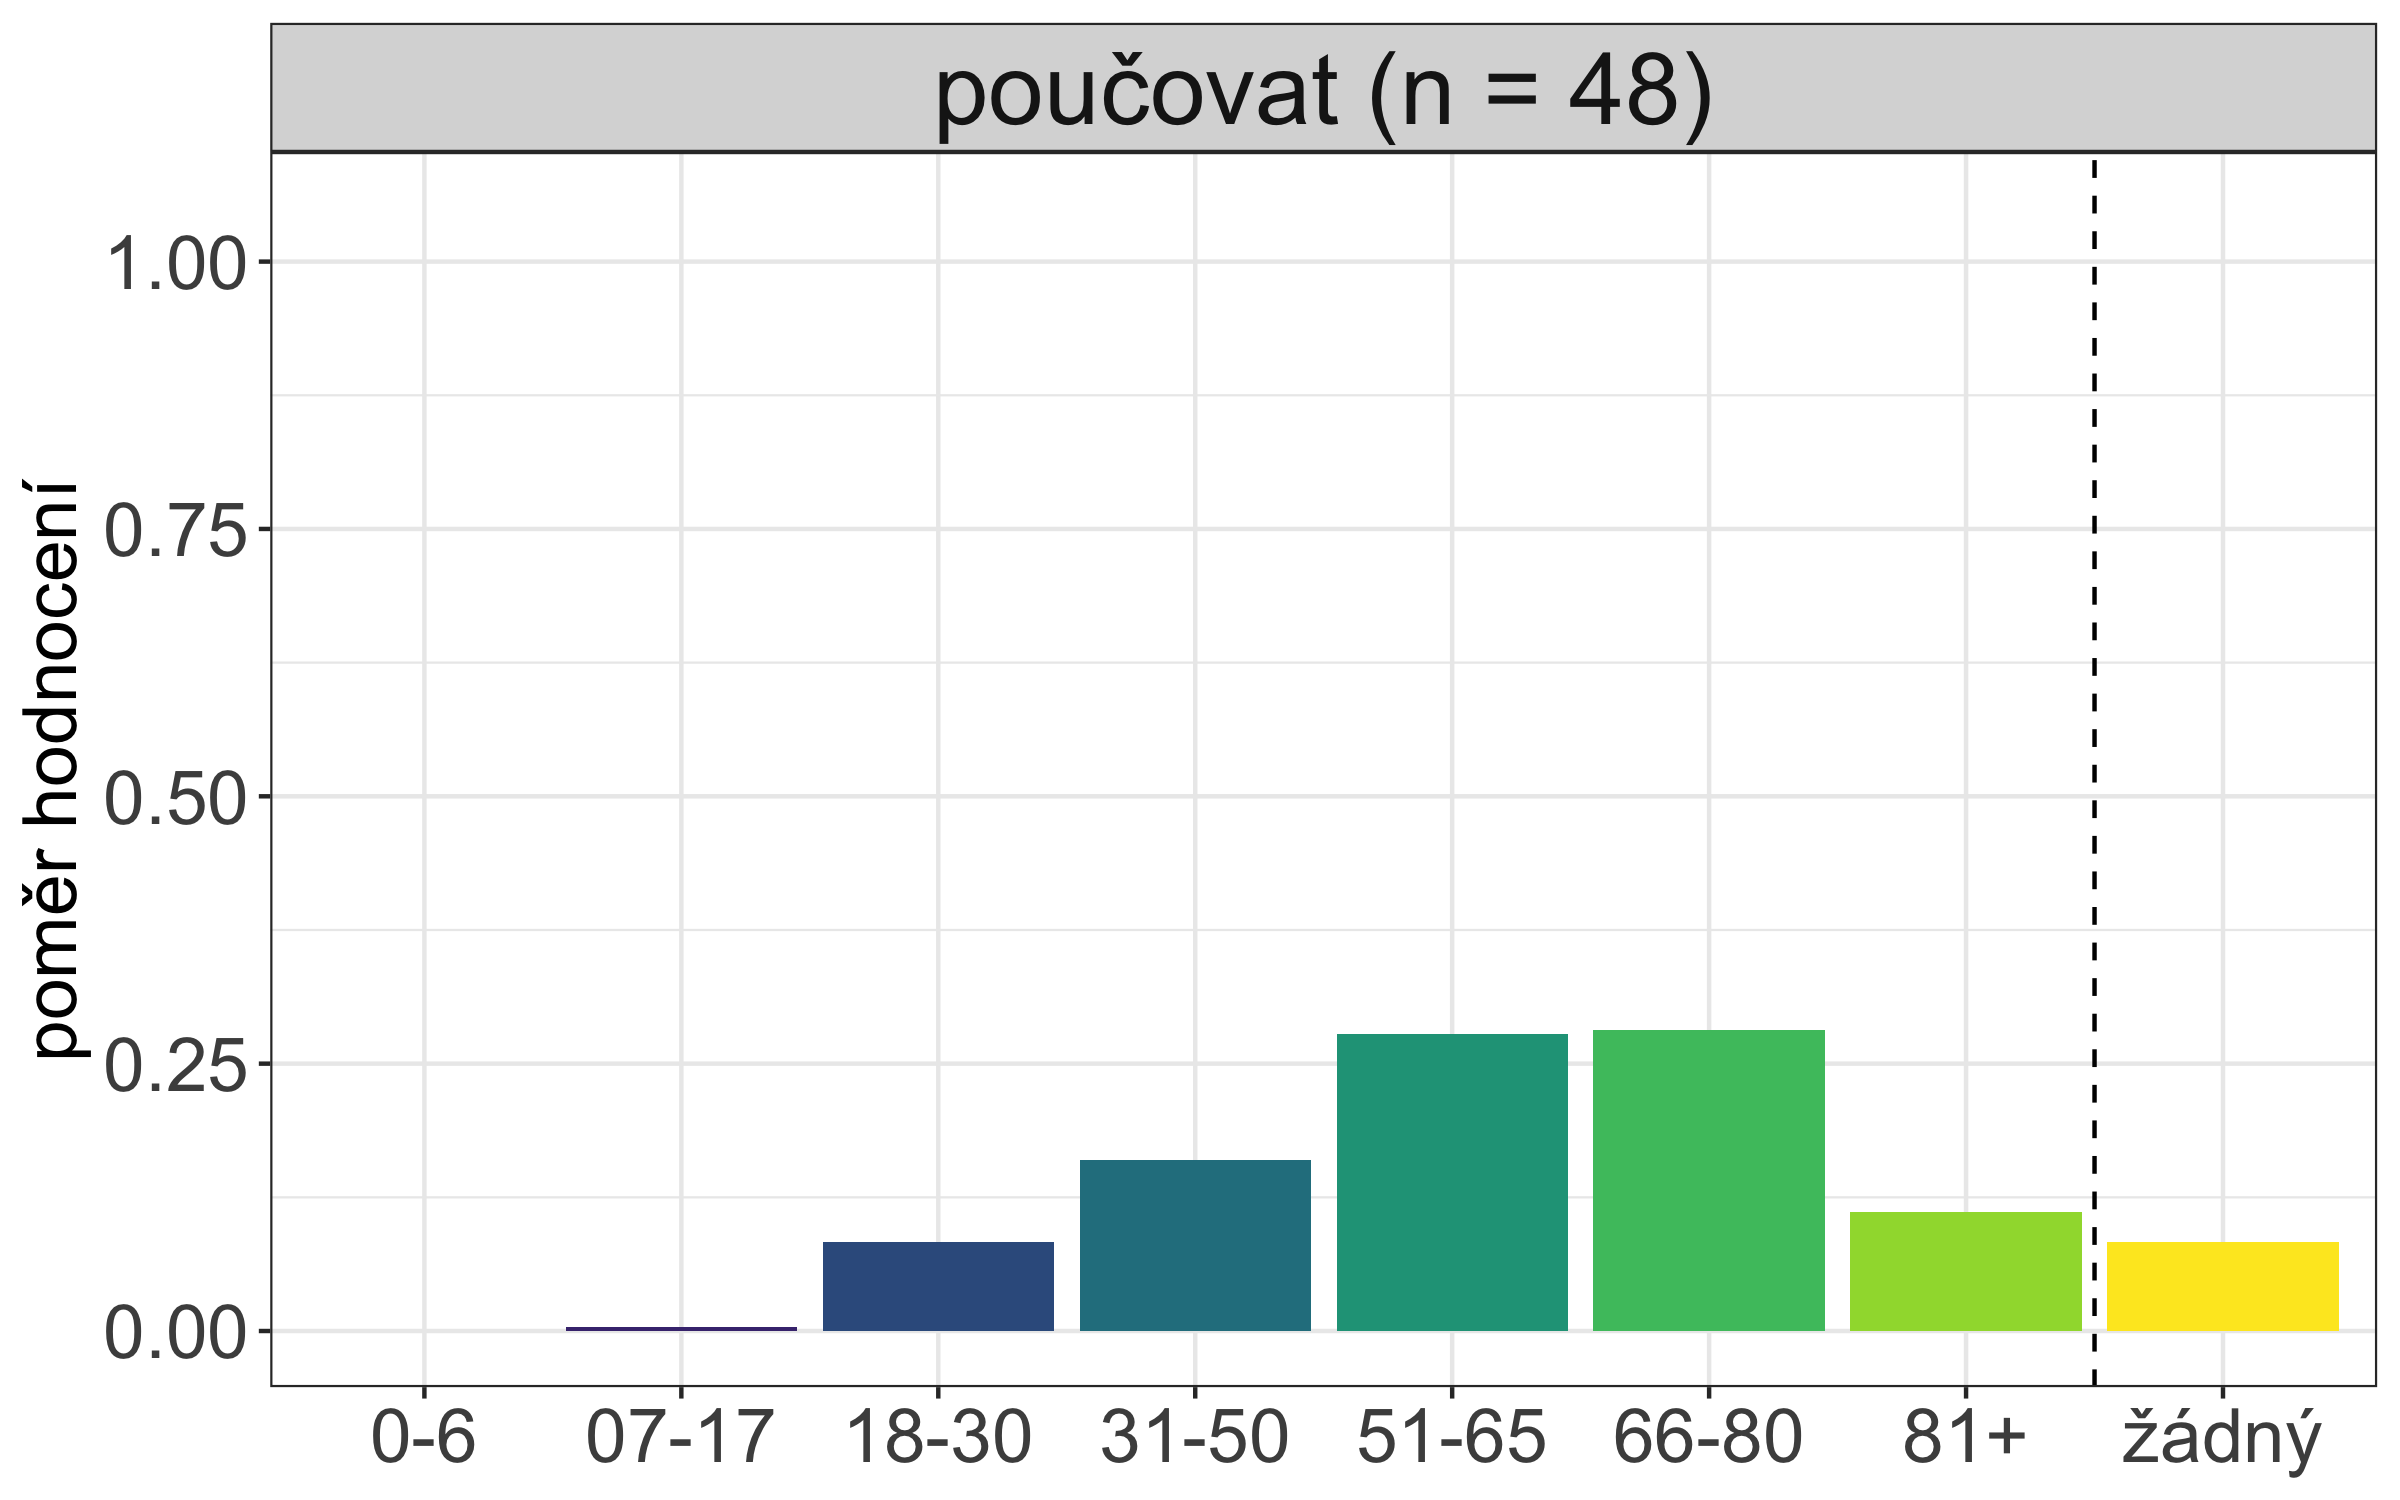 poučovat (n = 48)
poměr hodnocení
1.00
0.75
0.50
0.25
0.00
0-6 07-17 18-30 31-50 51-65 66-80 81+ žádný